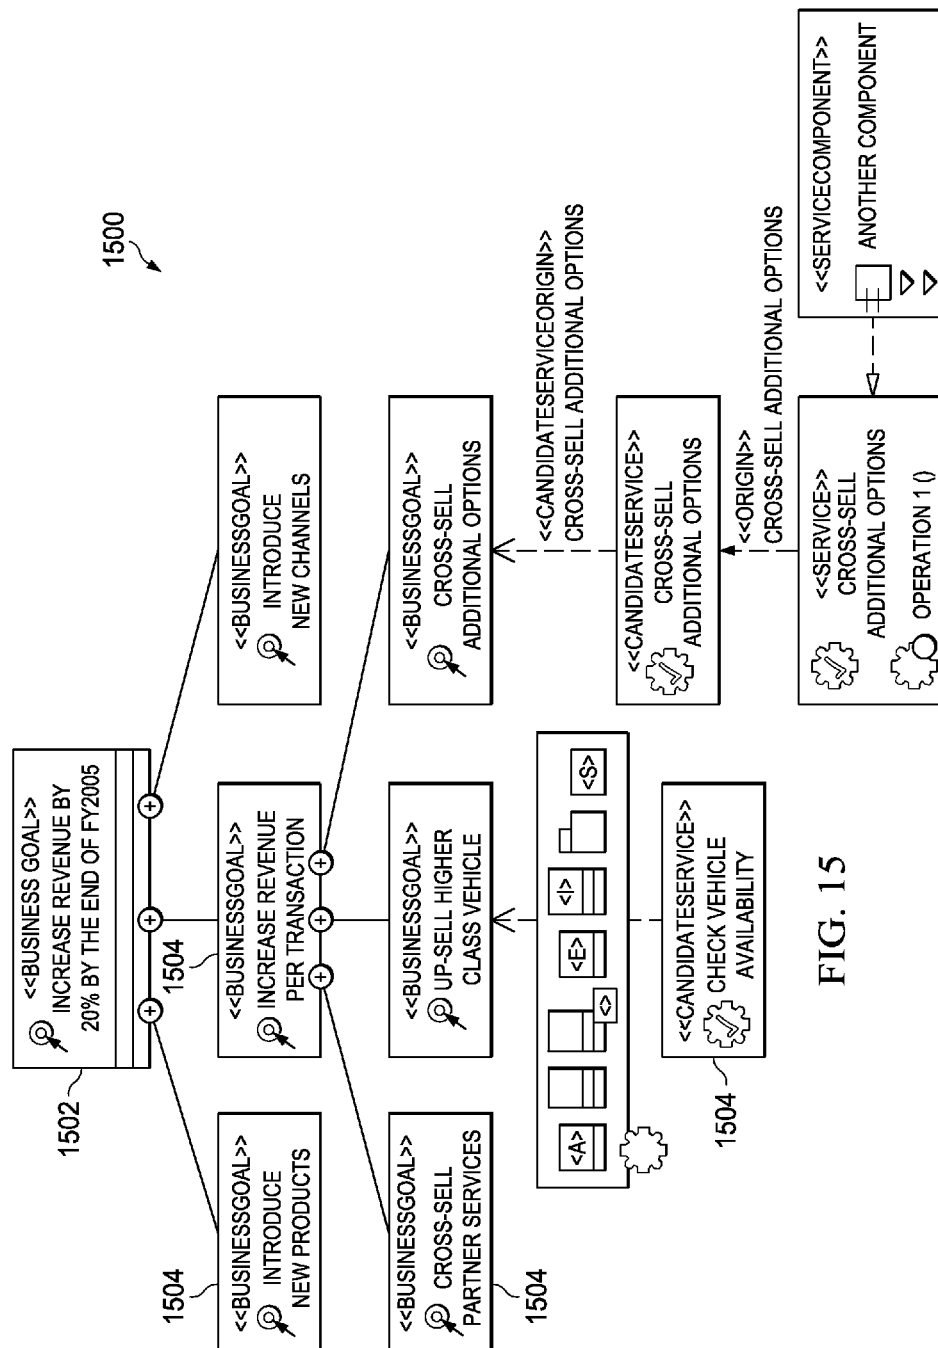 1500
<<BUSINESS GOAL>>
INCREASE REVENUE BY
20% BY THE END OF FY2005
1502
1504
<<BUSINESSGOAL>>
INTRODUCE
NEW PRODUCTS
1504
<<BUSINESSGOAL>>
INCREASE REVENUE
PER TRANSACTION
<<BUSINESSGOAL>>
INTRODUCE
NEW CHANNELS
<<BUSINESSGOAL>>
CROSS-SELL
PARTNER SERVICES
1504
<<BUSINESSGOAL>>
UP-SELL HIGHER
CLASS VEHICLE
<<BUSINESSGOAL>>
CROSS-SELL
ADDITIONAL OPTIONS
<<CANDIDATESERVICEORIGIN>>
CROSS-SELL ADDITIONAL OPTIONS
<A>
<>
<E>
<I>
<S>
<<CANDIDATESERVICE>>
CROSS-SELL
ADDITIONAL OPTIONS
1504
<<CANDIDATESERVICE>>
CHECK VEHICLE
AVAILABILITY
<<ORIGIN>>
CROSS-SELL ADDITIONAL OPTIONS
<<SERVICE>>
CROSS-SELL
ADDITIONAL OPTIONS
OPERATION 1 ()
<<SERVICECOMPONENT>>
ANOTHER COMPONENT
FIG. 15